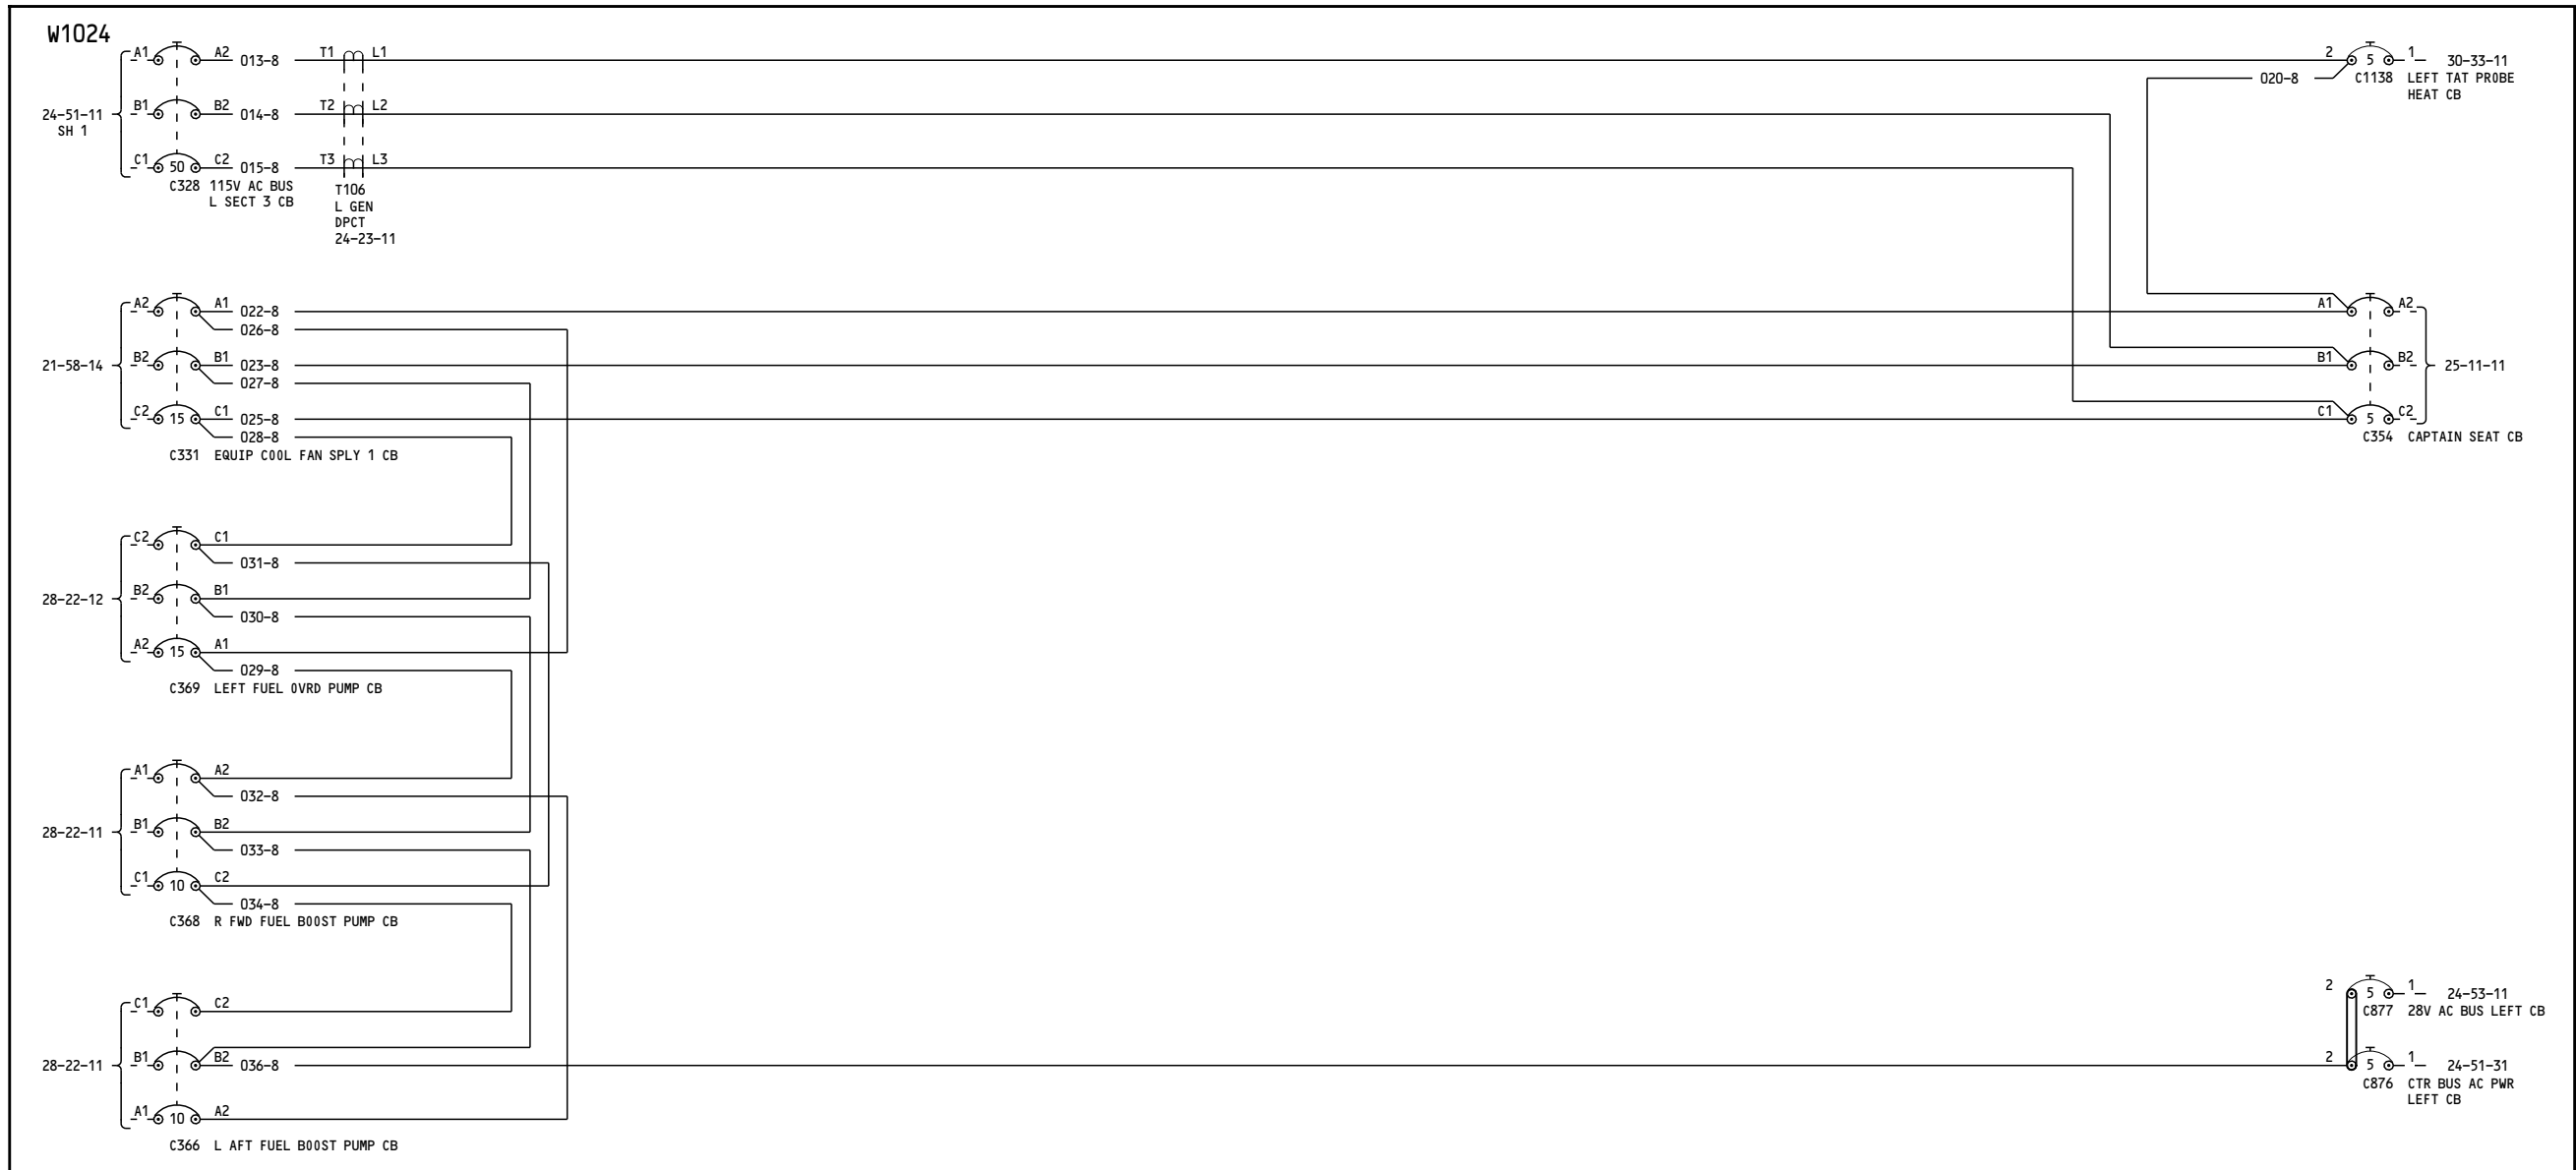 W1024
A1 A2 013-8 T1 L1 2 5 1 30-33-11
020-8 C1138 LEFT TAT PROBE
HEAT CB
B1 B2 014-8 T2 L2
24-51-11
SH 1
C1 50 C2 015-8 T3 L3
C328 115V AC BUS
L SECT 3 CB
T106
L GEN
DPCT
24-23-11
A2 A1 022-8 A1 A2
026-8
21-58-14 B2 B1 023-8 B1 B2 25-11-11
027-8
C2 15 C1 025-8 C1 5 C2
028-8 C354 CAPTAIN SEAT CB
C331 EQUIP COOL FAN SPLY 1 CB
C2 C1
031-8
28-22-12 B2 B1
030-8
A2 15 A1
029-8
C369 LEFT FUEL OVRD PUMP CB
A1 A2
032-8
28-22-11 B1 B2
033-8
C1 10 C2
034-8
C368 R FWD FUEL BOOST PUMP CB
C1 C2 2 5 1 24-53-11
C877 28V AC BUS LEFT CB
28-22-11 B1 B2 036-8 2 5 1 24-51-31
C876 CTR BUS AC PWR
LEFT CB
A1 10 A2
C366 L AFT FUEL BOOST PUMP CB